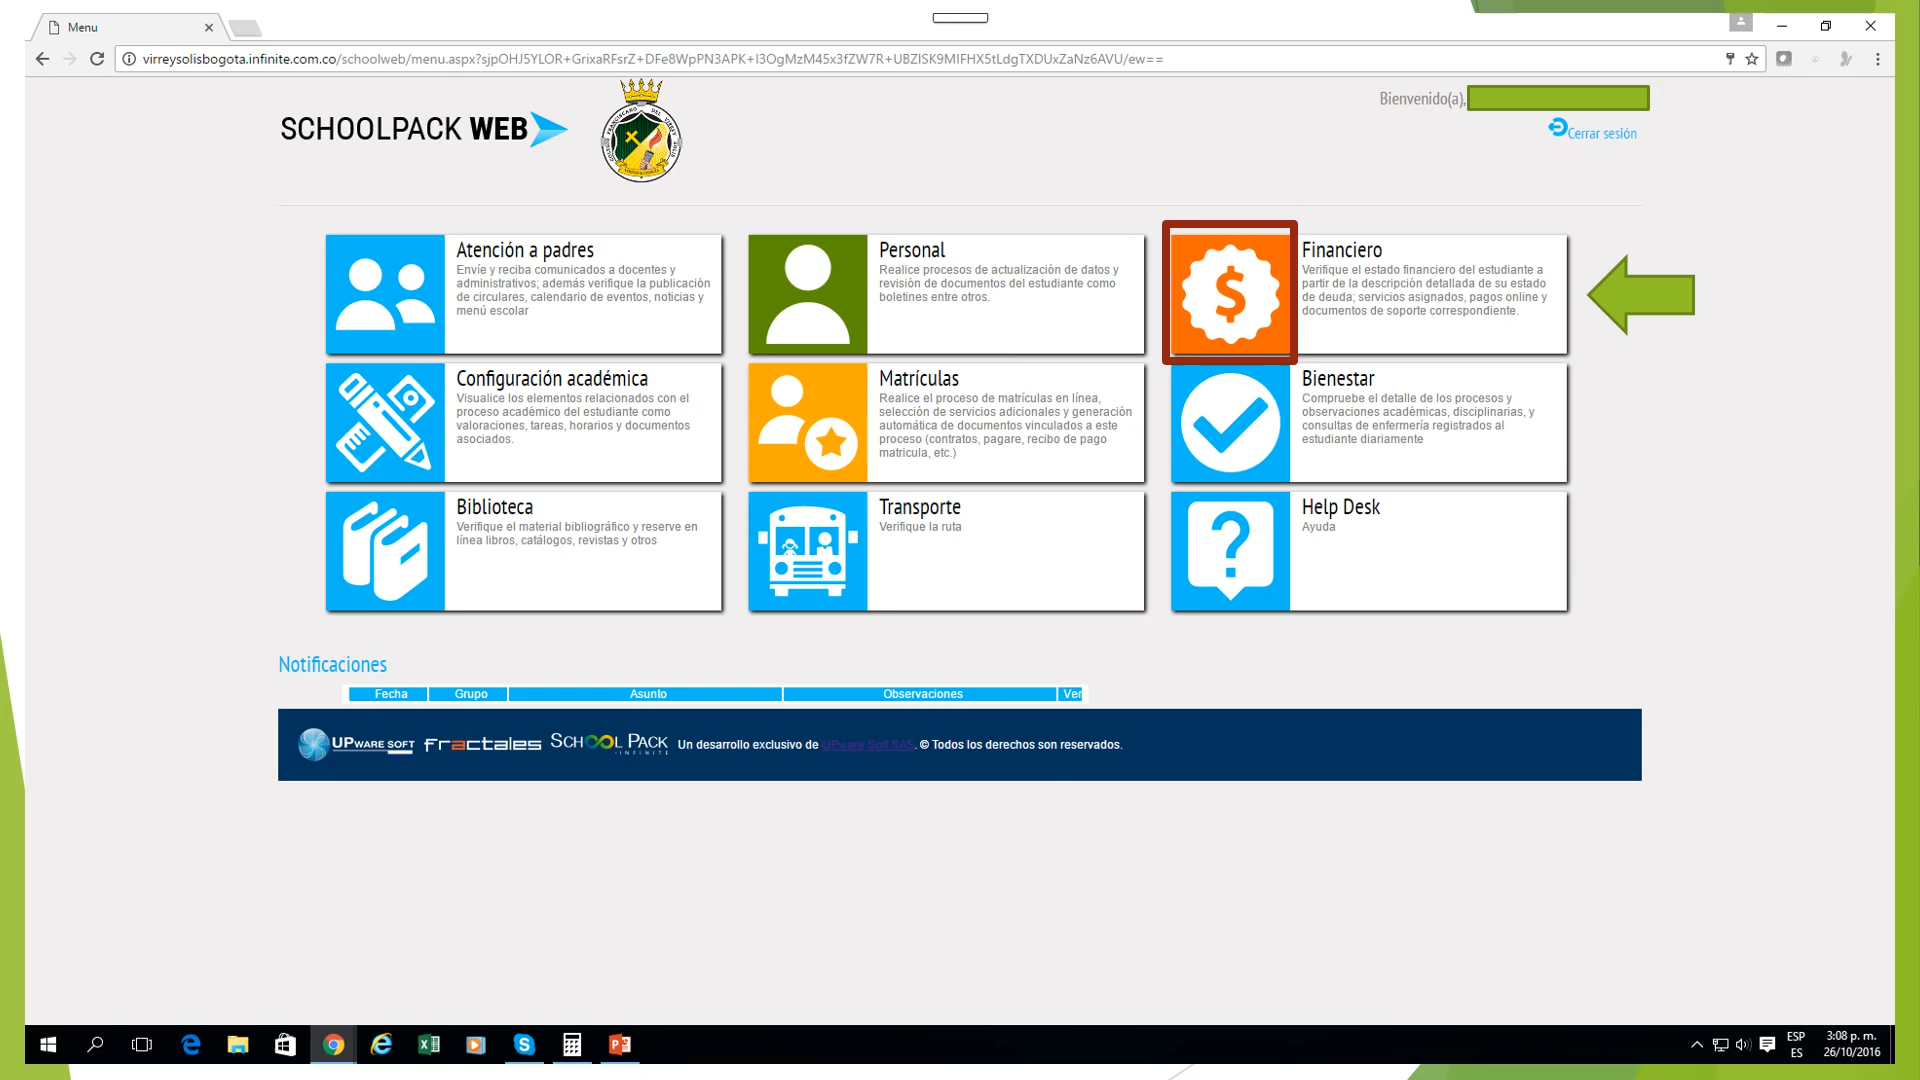 Menu
virreysolisbogota.infinite.com.co/schoolweb/menu.aspx?sjpOHJ5YLOR+GrixaRFsrZ+DFe8WpPN3APK+I3OgMzM45x3fZW7R+UBZISK9MIFHX5tLdgTXDUxZaNz6AVU/ew==
SCHOOLPACK WEB
Bienvenido(a),
Cerrar sesión
Atención a padres
Envíe y reciba comunicados a docentes y
administrativos; además verifique la publicación
de circulares, calendario de eventos, noticias y
menú escolar
Personal
Realice procesos de actualización de datos y
revisión de documentos del estudiante como
boletines entre otros.
Financiero
Verifique el estado financiero del estudiante a
partir de la descripción detallada de su estado
de deuda; servicios asignados, pagos online y
documentos de soporte correspondiente.
Configuración académica
Visualice los elementos relacionados con el
proceso académico del estudiante como
valoraciones, tareas, horarios y documentos
asociados.
Matrículas
Realice el proceso de matrículas en línea,
selección de servicios adicionales y generación
automática de documentos vinculados a este
proceso (contratos, pagare, recibo de pago
matricula, etc.)
Bienestar
Compruebe el detalle de los procesos y
observaciones académicas, disciplinarias, y
consultas de enfermería registrados al
estudiante diariamente
Biblioteca
Verifique el material bibliográfico y reserve en
línea libros, catálogos, revistas y otros
Transporte
Verifique la ruta
Help Desk
Ayuda
Notificaciones
Fecha Grupo Asunto Observaciones Ver
UPWARE SOFT fractales SCHOOL PACK INFINITE Un desarrollo exclusivo de UPware Soft SAS. © Todos los derechos son reservados.
ESP
ES
3:08 p. m.
26/10/2016